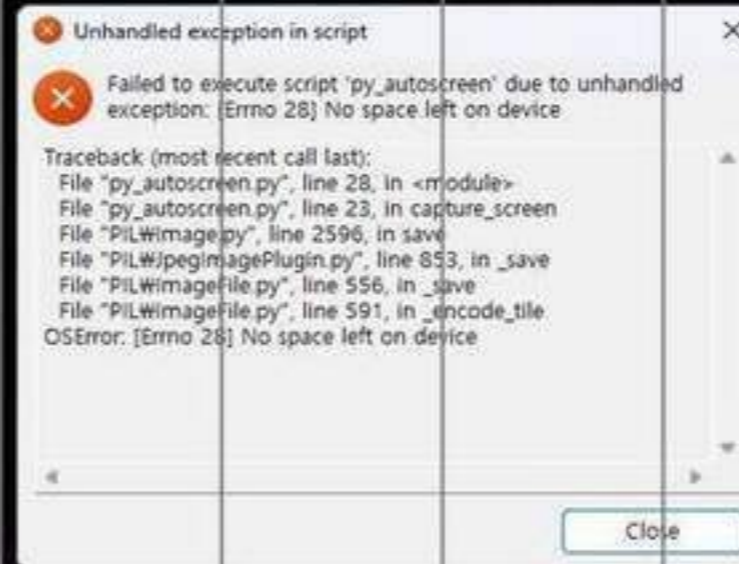 Unhandled exception in script
Failed to execute script 'py_autoscreen' due to unhandled
exception: [Errno 28] No space left on device
Traceback (most recent call last):
File "py_autoscreen.py", line 28, in <module>
File "py_autoscreen.py", line 23, in capture_screen
File "PIL₩Image.py", line 2596, in save
File "PIL₩JpegImagePlugin.py", line 853, in _save
File "PIL₩ImageFile.py", line 556, in _save
File "PIL₩ImageFile.py", line 591, in _encode_tile
OSError: [Errno 28] No space left on device
Close